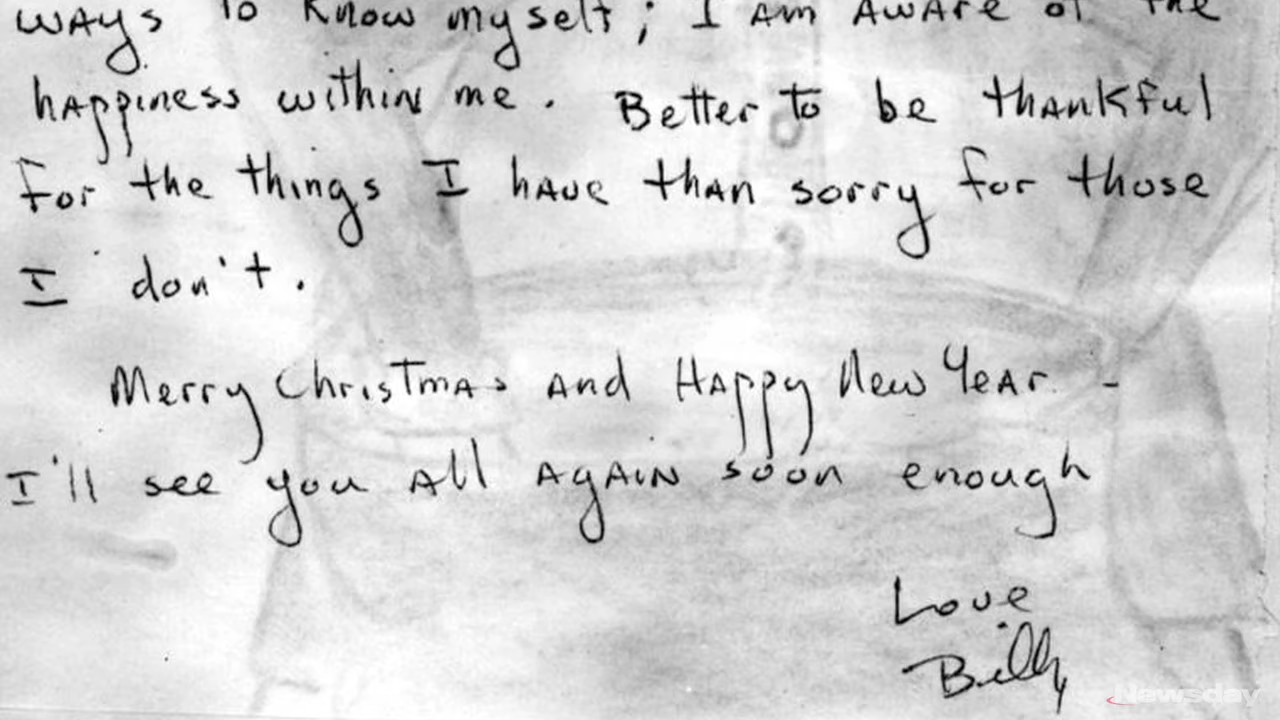 ways to know myself; I am aware of the
happiness within me. Better to be thankful
for the things I have than sorry for those
I don't.
Merry Christmas and Happy New Year -
I'll see you all again soon enough
Love
Billy
Newsday